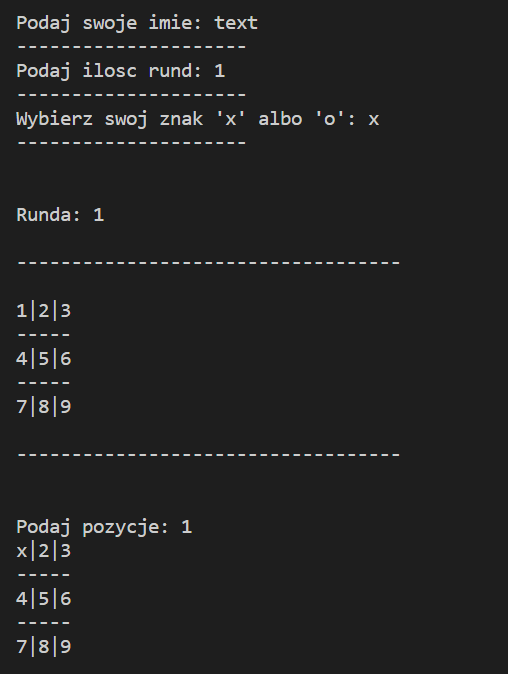 Podaj swoje imie: text
---------------------
Podaj ilosc rund: 1
---------------------
Wybierz swoj znak 'x' albo 'o': x
---------------------
Runda: 1
-----------------------------------
1|2|3
-----
4|5|6
-----
7|8|9
-----------------------------------
Podaj pozycje: 1
x|2|3
-----
4|5|6
-----
7|8|9